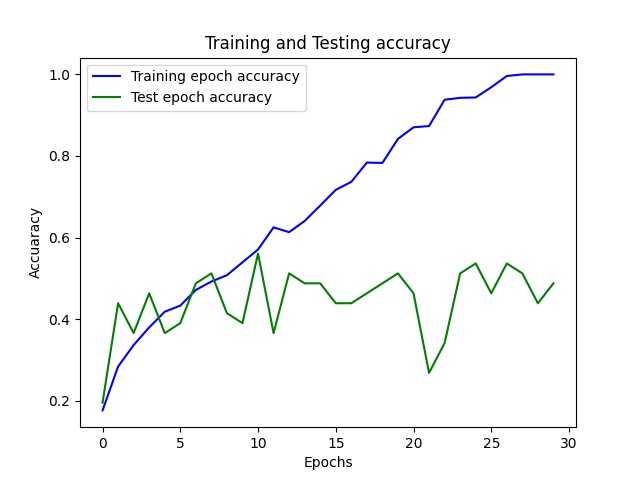 Training and Testing accuracy
Training epoch accuracy
Test epoch accuracy
1.0
0.8
0.6
0.4
0.2
Accuaracy
0 5 10 15 20 25 30
Epochs